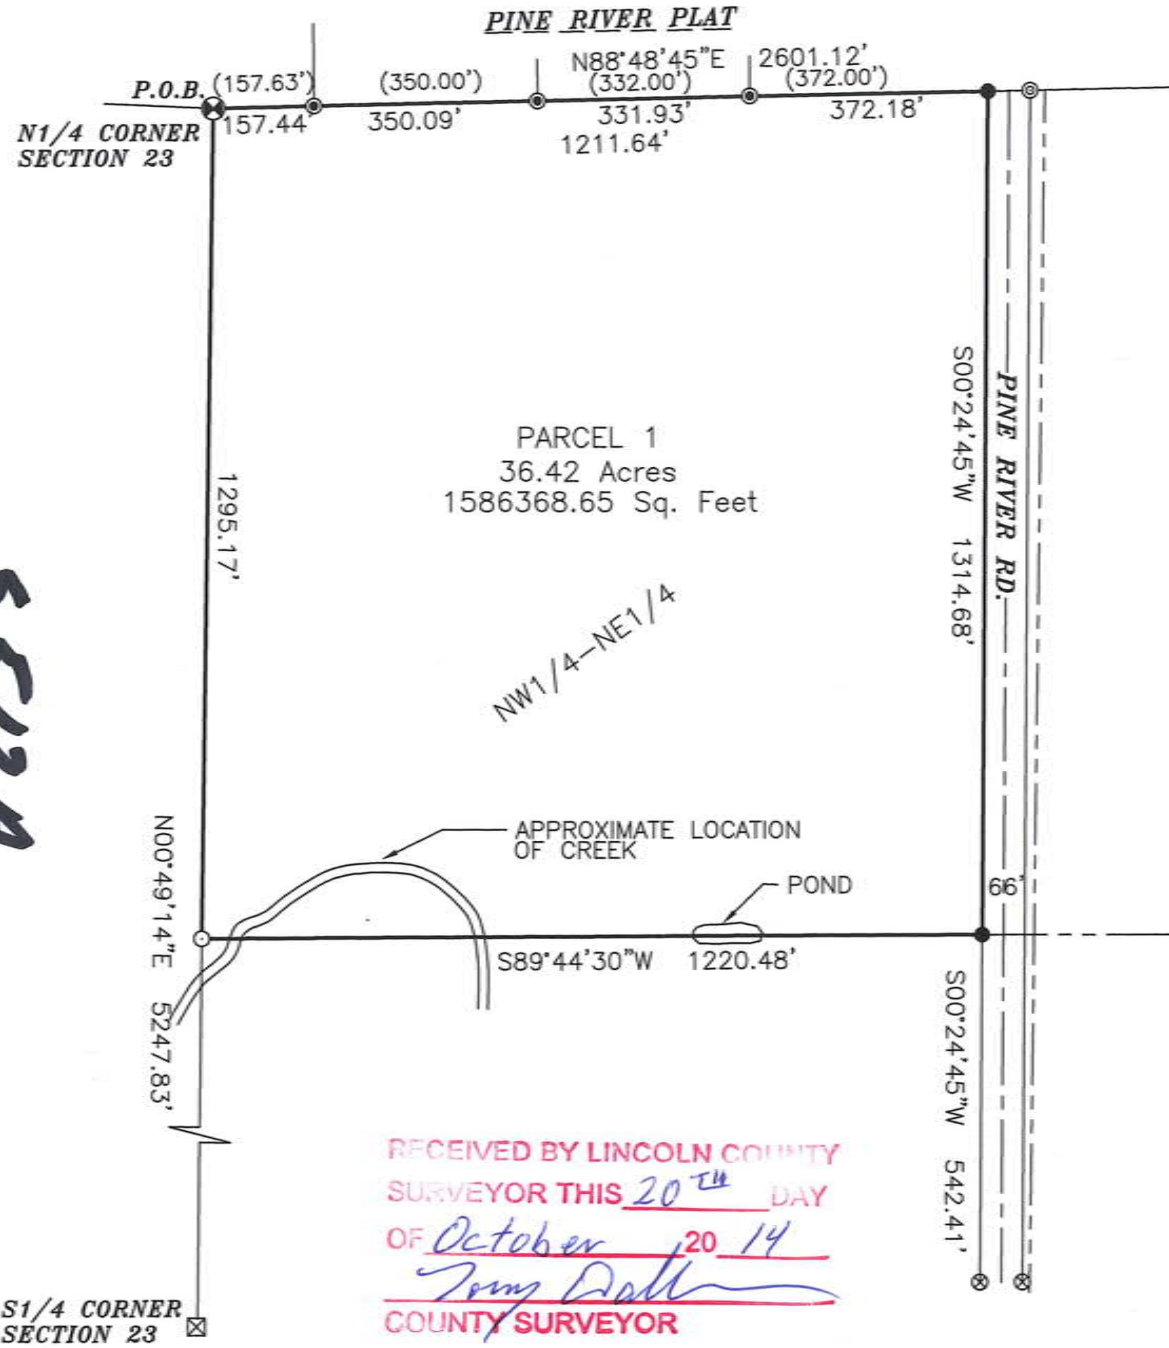 PINE RIVER PLAT
N88°48'45"E 2601.12'
P.O.B. (157.63') (350.00') (332.00') (372.00')
157.44' 350.09' 331.93' 372.18'
1211.64'
N1/4 CORNER
SECTION 23
PARCEL 1
36.42 Acres
1586368.65 Sq. Feet
1295.17'
S00°24'45"W 1314.68'
PINE RIVER RD.
NW1/4-NE1/4
APPROXIMATE LOCATION
OF CREEK
POND
66'
N00°49'14"E 5247.83'
S89°44'30"W 1220.48'
S00°24'45"W 542.41'
RECEIVED BY LINCOLN COUNTY
SURVEYOR THIS 20TH DAY
OF October 20 14
COUNTY SURVEYOR
S1/4 CORNER
SECTION 23